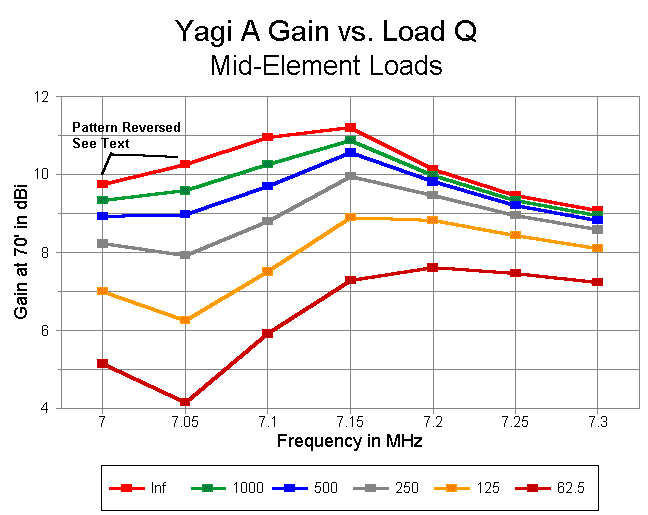 Yagi A Gain vs. Load Q
Mid-Element Loads
12
10
8
6
4
Gain at 70' in dBi
Pattern Reversed
See Text
7 7.05 7.1 7.15 7.2 7.25 7.3
Frequency in MHz
Inf 1000 500 250 125 62.5